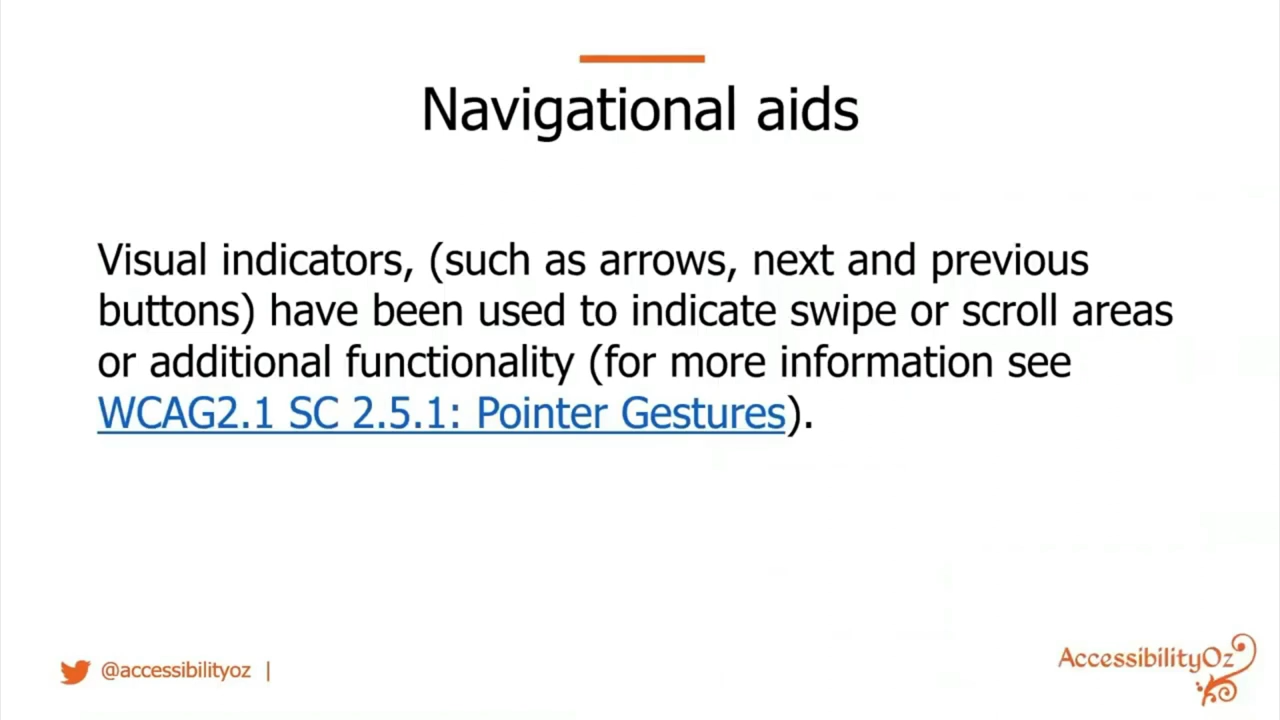 Navigational aids
Visual indicators, (such as arrows, next and previous
buttons) have been used to indicate swipe or scroll areas
or additional functionality (for more information see
WCAG2.1 SC 2.5.1: Pointer Gestures).
@accessibilityoz |
AccessibilityOz